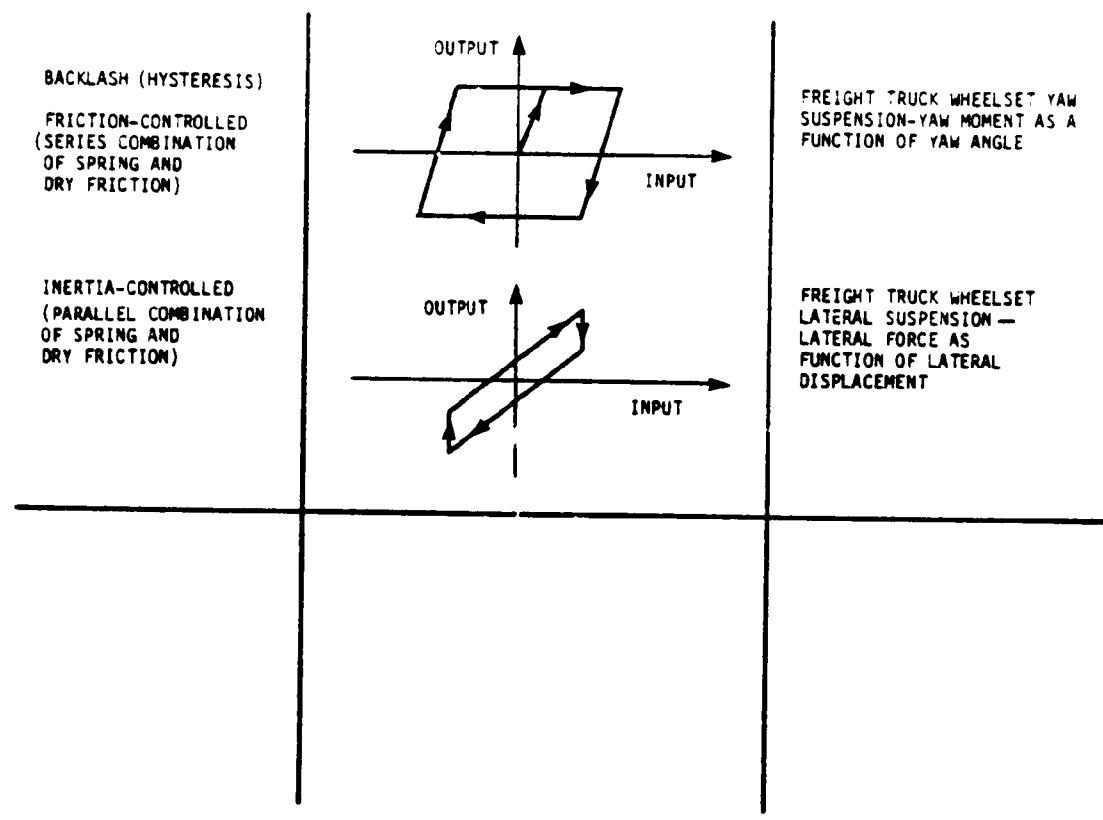 BACKLASH (HYSTERESIS)
FRICTION-CONTROLLED
(SERIES COMBINATION
OF SPRING AND
DRY FRICTION)
OUTPUT
INPUT
FREIGHT TRUCK WHEELSET YAW
SUSPENSION-YAW MOMENT AS A
FUNCTION OF YAW ANGLE
INERTIA-CONTROLLED
(PARALLEL COMBINATION
OF SPRING AND
DRY FRICTION)
OUTPUT
INPUT
FREIGHT TRUCK WHEELSET
LATERAL SUSPENSION —
LATERAL FORCE AS
FUNCTION OF LATERAL
DISPLACEMENT